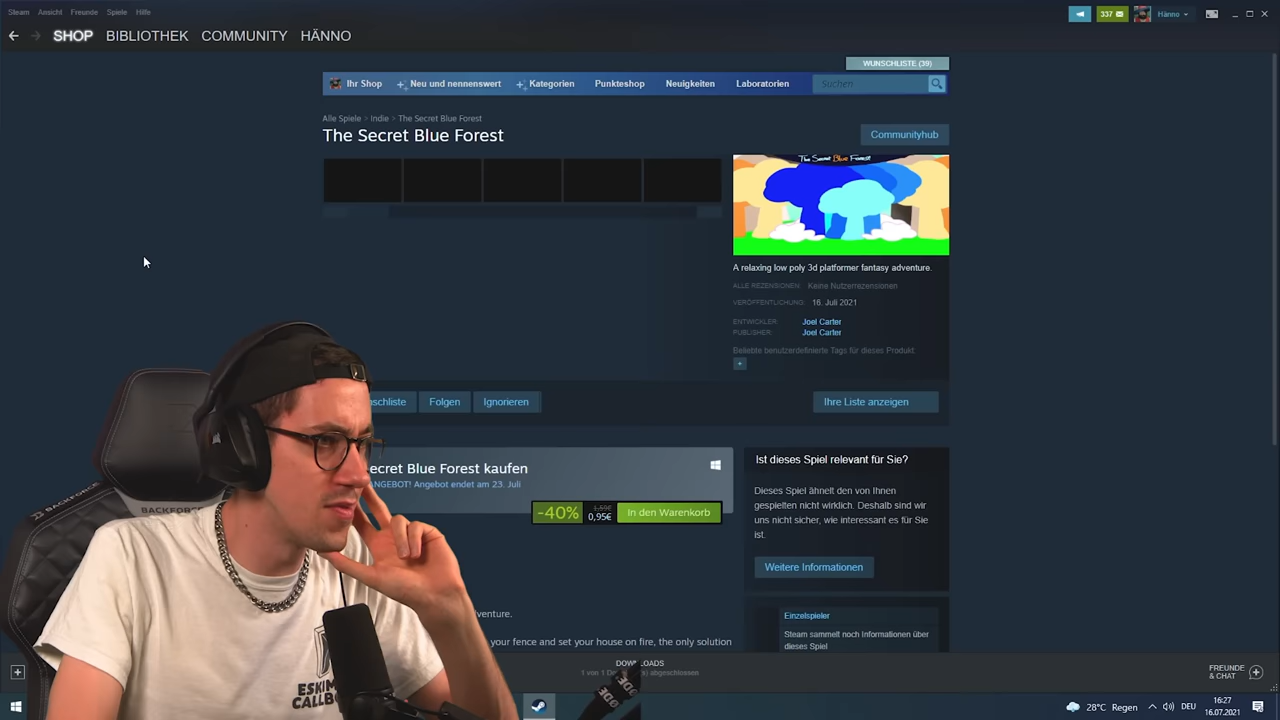 Steam Ansicht Freunde Spiele Hilfe
337 Hänno
SHOP BIBLIOTHEK COMMUNITY HÄNNO
WUNSCHLISTE (39)
Ihr Shop Neu und nennenswert Kategorien Punkteshop Neuigkeiten Laboratorien Suchen
Alle Spiele > Indie > The Secret Blue Forest
The Secret Blue Forest
Communityhub
The Secret Blue Forest
A relaxing low poly 3d platformer fantasy adventure.
ALLE REZENSIONEN: Keine Nutzerrezensionen
VERÖFFENTLICHUNG: 16. Juli 2021
ENTWICKLER: Joel Carter
PUBLISHER: Joel Carter
Beliebte benutzerdefinierte Tags für dieses Produkt:
+
nschliste Folgen Ignorieren
Ihre Liste anzeigen
ecret Blue Forest kaufen
ANGEBOT! Angebot endet am 23. Juli
-40% 1,59€ 0,95€ In den Warenkorb
Ist dieses Spiel relevant für Sie?
Dieses Spiel ähnelt den von Ihnen
gespielten nicht wirklich. Deshalb sind wir
uns nicht sicher, wie interessant es für Sie
ist.
Weitere Informationen
Einzelspieler
Steam sammelt noch Informationen über
dieses Spiel
venture.
your fence and set your house on fire, the only solution
DOWNLOADS
FREUNDE
& CHAT
BACKFOR
ESKIM
CALLB
28°C Regen DEU 16:27
16.07.2021